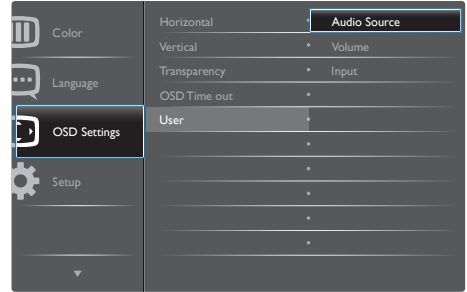 Color
Language
OSD Settings
Setup
Horizontal
Vertical
Transparency
OSD Time out
User
Audio Source
Volume
Input